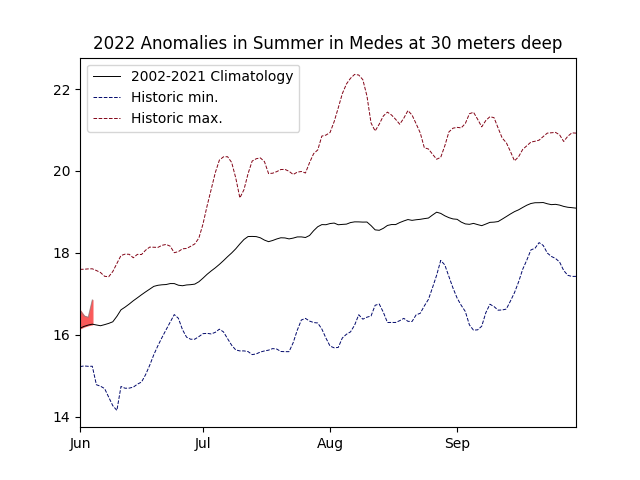 2022 Anomalies in Summer in Medes at 30 meters deep
2002-2021 Climatology
Historic min.
Historic max.
22
20
18
16
14
Jun Jul Aug Sep